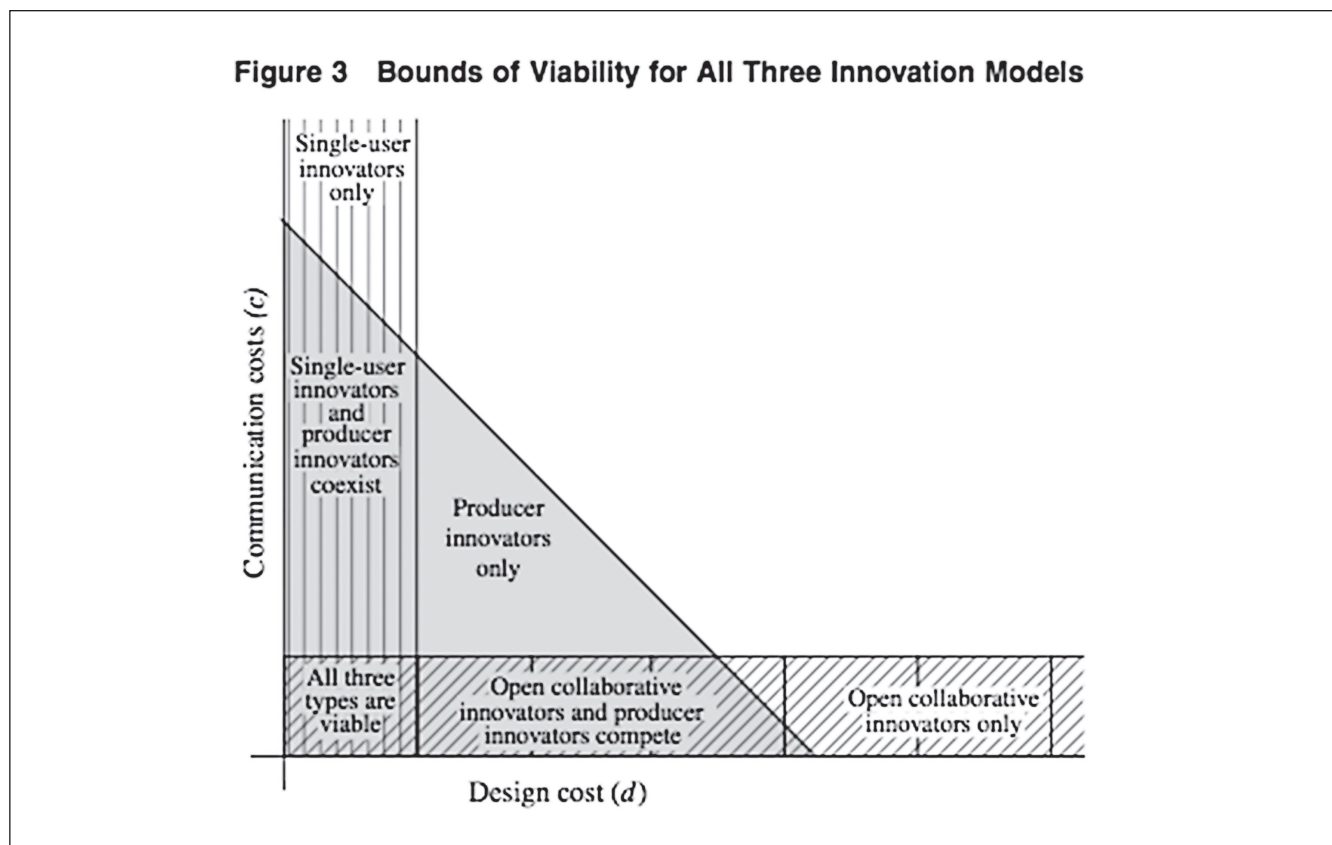 Figure 3 Bounds of Viability for All Three Innovation Models
Single-user
innovators
only
Communication costs (c)
Single-user
innovators
and
producer
innovators
coexist
Producer
innovators
only
All three
types are
viable
Open collaborative
innovators and producer
innovators compete
Open collaborative
innovators only
Design cost (d)